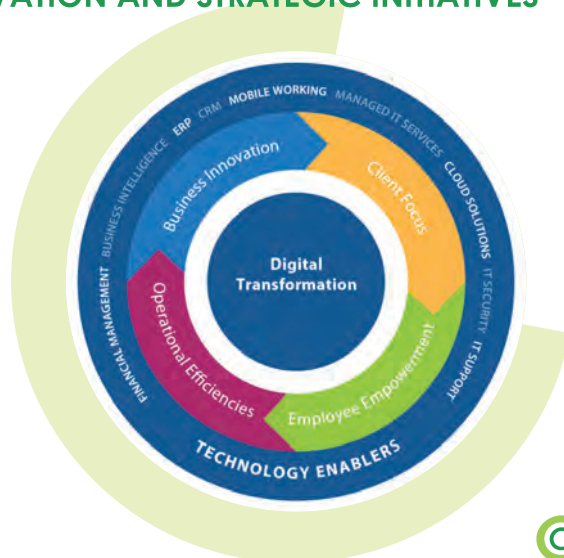 VATION AND STRATEGIC INITIATIVES
FINANCIAL MANAGEMENT
BUSINESS INTELLIGENCE
ERP
CRM
MOBILE WORKING
MANAGED IT SERVICES
CLOUD SOLUTIONS
IT SECURITY
IT SUPPORT
Business Innovation
Client Focus
Digital
Transformation
Operational Efficiencies
Employee Empowerment
TECHNOLOGY ENABLERS